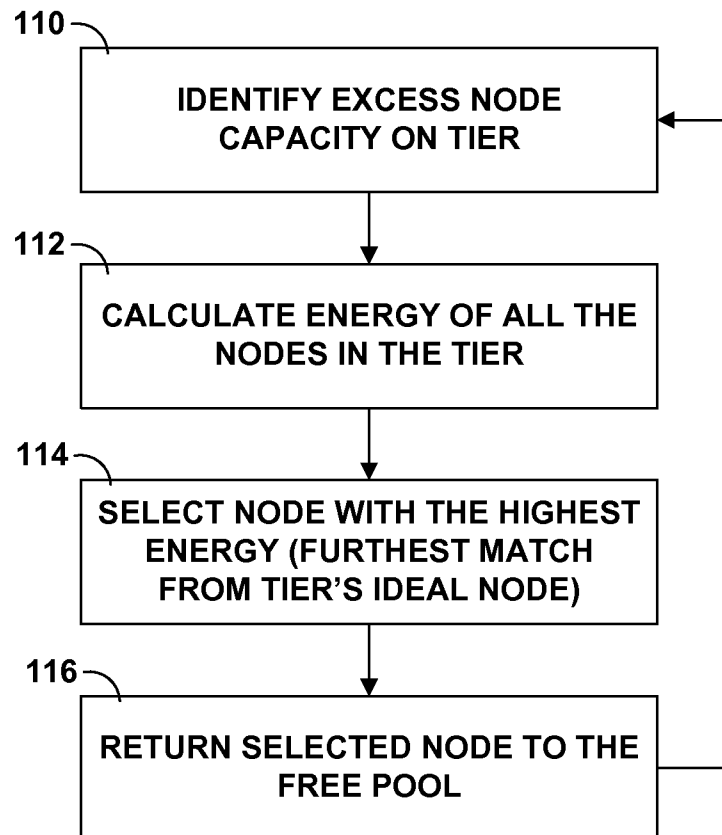 110
IDENTIFY EXCESS NODE
CAPACITY ON TIER
112
CALCULATE ENERGY OF ALL THE
NODES IN THE TIER
114
SELECT NODE WITH THE HIGHEST
ENERGY (FURTHEST MATCH
FROM TIER'S IDEAL NODE)
116
RETURN SELECTED NODE TO THE
FREE POOL